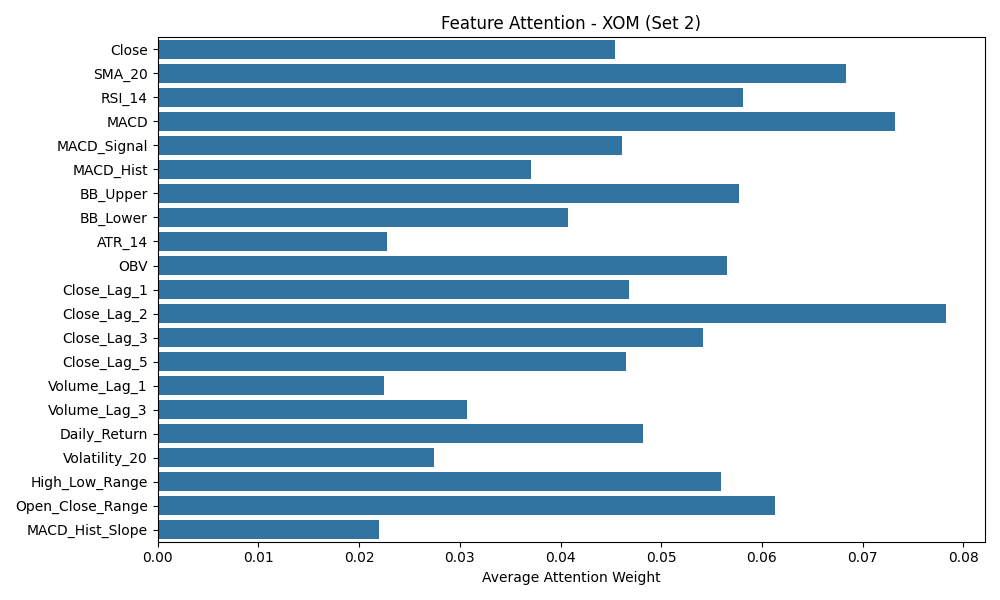 Feature Attention - XOM (Set 2)
Close
SMA_20
RSI_14
MACD
MACD_Signal
MACD_Hist
BB_Upper
BB_Lower
ATR_14
OBV
Close_Lag_1
Close_Lag_2
Close_Lag_3
Close_Lag_5
Volume_Lag_1
Volume_Lag_3
Daily_Return
Volatility_20
High_Low_Range
Open_Close_Range
MACD_Hist_Slope
0.00 0.01 0.02 0.03 0.04 0.05 0.06 0.07 0.08
Average Attention Weight